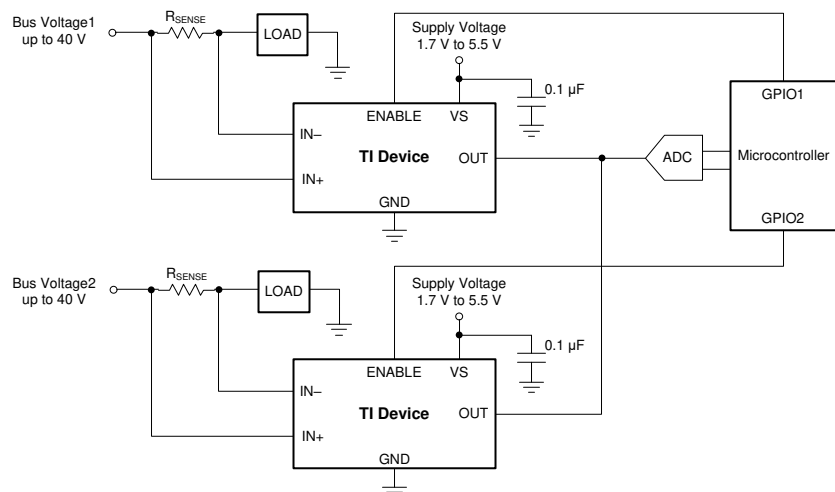 Bus Voltage1
up to 40 V
RSENSE
LOAD
Supply Voltage
1.7 V to 5.5 V
0.1 µF
ENABLE
VS
IN−
TI Device
OUT
IN+
GND
ADC
GPIO1
Microcontroller
GPIO2
Bus Voltage2
up to 40 V
RSENSE
LOAD
Supply Voltage
1.7 V to 5.5 V
0.1 µF
ENABLE
VS
IN−
TI Device
OUT
IN+
GND